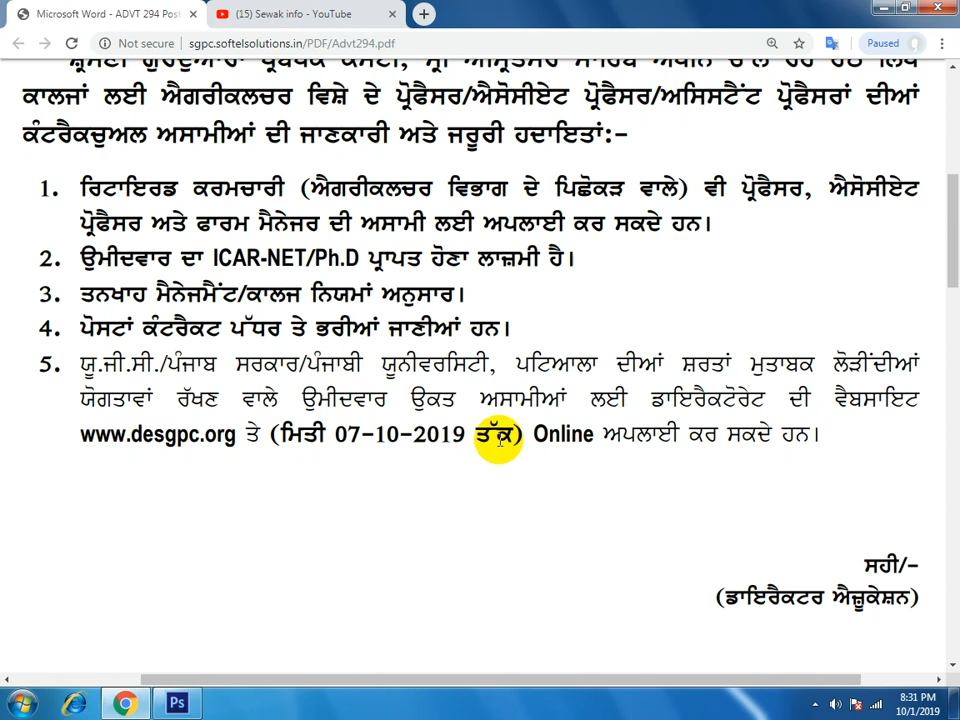 Microsoft Word - ADVT 294 Post
(15) Sewak info - YouTube
Not secure | sgpc.softelsolutions.in/PDF/Advt294.pdf
Paused
ਕਾਲਜਾਂ ਲਈ ਐਗਰੀਕਲਚਰ ਵਿਸ਼ੇ ਦੇ ਪ੍ਰੋਫੈਸਰ/ਐਸੋਸੀਏਟ ਪ੍ਰੋਫੈਸਰ/ਅਸਿਸਟੈਂਟ ਪ੍ਰੋਫੈਸਰਾਂ ਦੀਆਂ
ਕੰਟਰੈਕਚੁਅਲ ਅਸਾਮੀਆਂ ਦੀ ਜਾਣਕਾਰੀ ਅਤੇ ਜਰੂਰੀ ਹਦਾਇਤਾਂ:-
1. ਰਿਟਾਇਰਡ ਕਰਮਚਾਰੀ (ਐਗਰੀਕਲਚਰ ਵਿਭਾਗ ਦੇ ਪਿਛੋਕੜ ਵਾਲੇ) ਵੀ ਪ੍ਰੋਫੈਸਰ, ਐਸੋਸੀਏਟ
ਪ੍ਰੋਫੈਸਰ ਅਤੇ ਫਾਰਮ ਮੈਨੇਜਰ ਦੀ ਅਸਾਮੀ ਲਈ ਅਪਲਾਈ ਕਰ ਸਕਦੇ ਹਨ।
2. ਉਮੀਦਵਾਰ ਦਾ ICAR-NET/Ph.D ਪ੍ਰਾਪਤ ਹੋਣਾ ਲਾਜ਼ਮੀ ਹੈ।
3. ਤਨਖਾਹ ਮੈਨੇਜਮੈਂਟ/ਕਾਲਜ ਨਿਯਮਾਂ ਅਨੁਸਾਰ।
4. ਪੋਸਟਾਂ ਕੰਟਰੈਕਟ ਪੱਧਰ ਤੇ ਭਰੀਆਂ ਜਾਣੀਆਂ ਹਨ।
5. ਯੂ.ਜੀ.ਸੀ./ਪੰਜਾਬ ਸਰਕਾਰ/ਪੰਜਾਬੀ ਯੂਨੀਵਰਸਿਟੀ, ਪਟਿਆਲਾ ਦੀਆਂ ਸ਼ਰਤਾਂ ਮੁਤਾਬਕ ਲੋੜੀਂਦੀਆਂ
ਯੋਗਤਾਵਾਂ ਰੱਖਣ ਵਾਲੇ ਉਮੀਦਵਾਰ ਉਕਤ ਅਸਾਮੀਆਂ ਲਈ ਡਾਇਰੈਕਟੋਰੇਟ ਦੀ ਵੈਬਸਾਇਟ
www.desgpc.org ਤੇ (ਮਿਤੀ 07-10-2019 ਤੱਕ) Online ਅਪਲਾਈ ਕਰ ਸਕਦੇ ਹਨ।
ਸਹੀ/-
(ਡਾਇਰੈਕਟਰ ਐਜੂਕੇਸ਼ਨ)
Ps
8:31 PM
10/1/2019